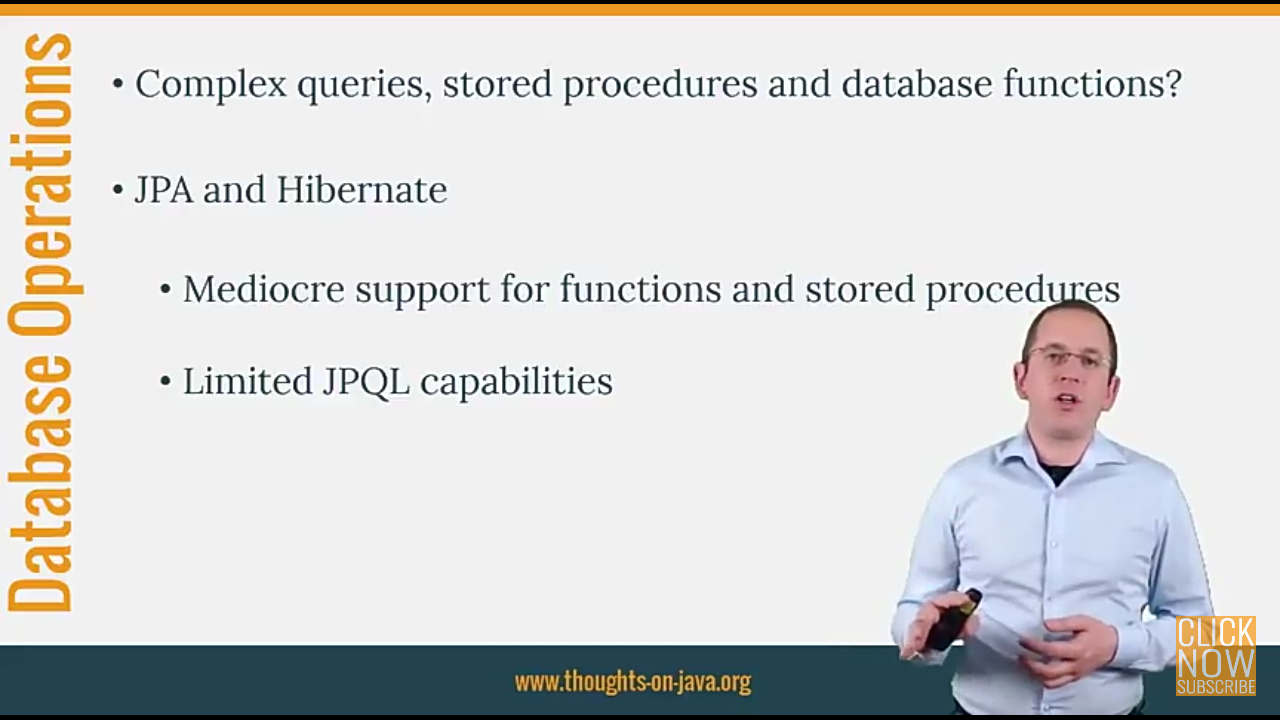 Database Operations
• Complex queries, stored procedures and database functions?
• JPA and Hibernate
• Mediocre support for functions and stored procedures
• Limited JPQL capabilities
www.thoughts-on-java.org
CLICK
NOW
SUBSCRIBE